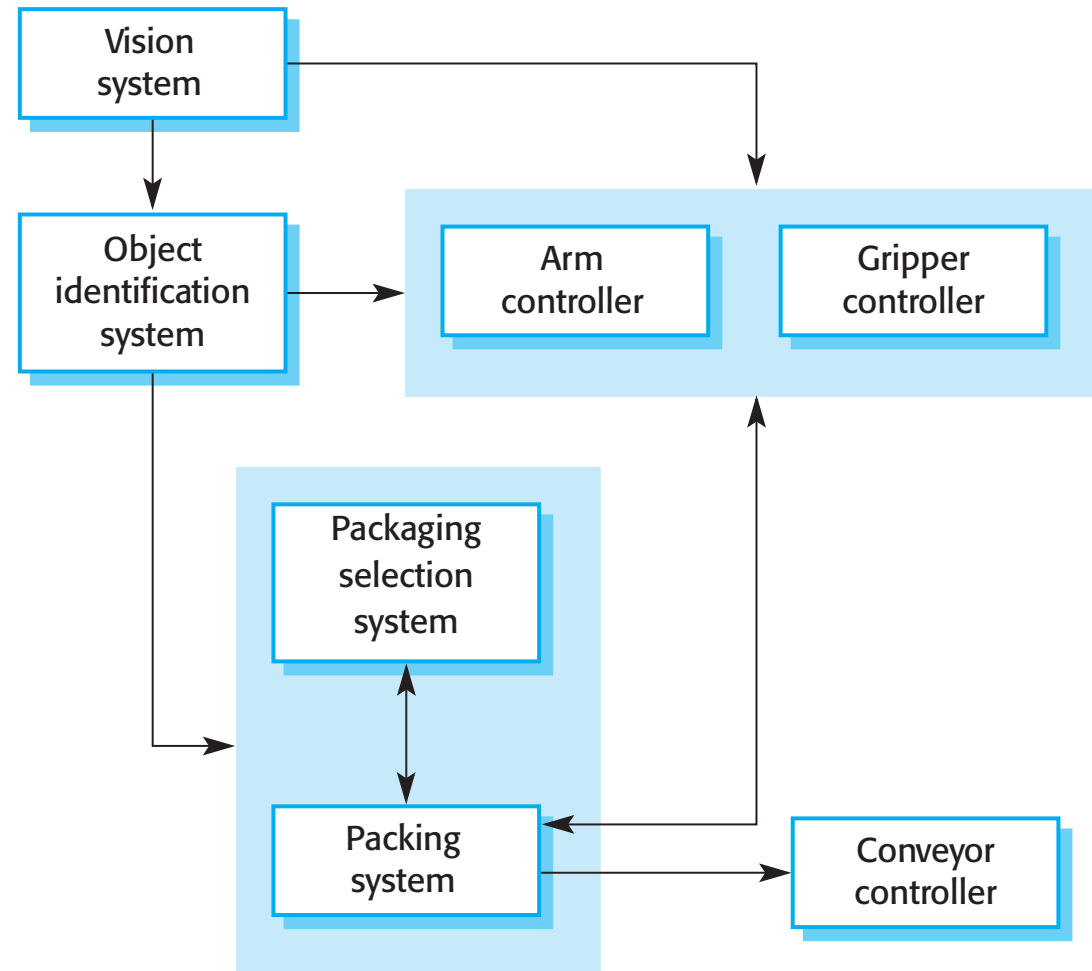 Vision
system
Object
identification
system
Arm
controller
Gripper
controller
Packaging
selection
system
Packing
system
Conveyor
controller